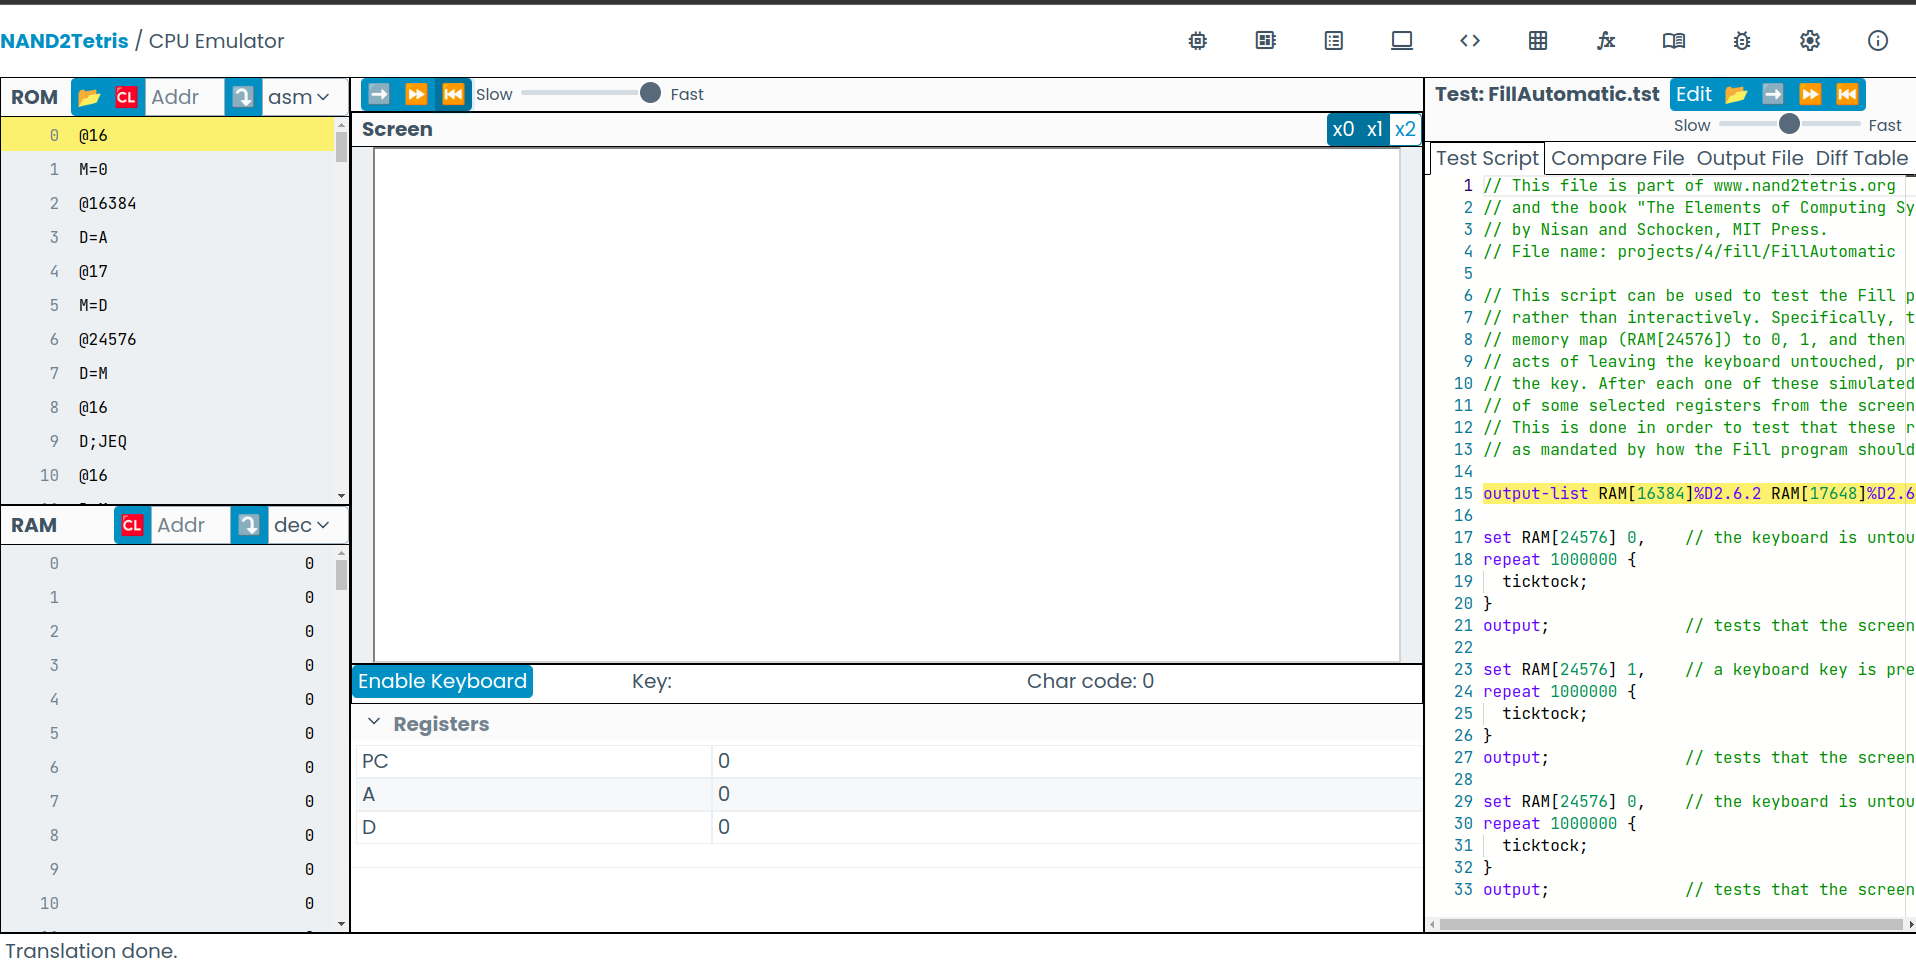 NAND2Tetris / CPU Emulator
ROM CL Addr asm
0 @16
1 M=0
2 @16384
3 D=A
4 @17
5 M=D
6 @24576
7 D=M
8 @16
9 D;JEQ
10 @16
RAM CL Addr dec
0 0
1 0
2 0
3 0
4 0
5 0
6 0
7 0
8 0
9 0
10 0
Slow Fast
Screen x0 x1 x2
Enable Keyboard Key: Char code: 0
Registers
PC 0
A 0
D 0
Test: FillAutomatic.tst Edit
Slow Fast
Test Script Compare File Output File Diff Table
1 // This file is part of www.nand2tetris.org
2 // and the book "The Elements of Computing Sy
3 // by Nisan and Schocken, MIT Press.
4 // File name: projects/4/fill/FillAutomatic
5
6 // This script can be used to test the Fill p
7 // rather than interactively. Specifically, t
8 // memory map (RAM[24576]) to 0, 1, and then
9 // acts of leaving the keyboard untouched, pr
10 // the key. After each one of these simulated
11 // of some selected registers from the screen
12 // This is done in order to test that these r
13 // as mandated by how the Fill program should
14
15 output-list RAM[16384]%D2.6.2 RAM[17648]%D2.6
16
17 set RAM[24576] 0, // the keyboard is untou
18 repeat 1000000 {
19 ticktock;
20 }
21 output; // tests that the screen
22
23 set RAM[24576] 1, // a keyboard key is pre
24 repeat 1000000 {
25 ticktock;
26 }
27 output; // tests that the screen
28
29 set RAM[24576] 0, // the keyboard is untou
30 repeat 1000000 {
31 ticktock;
32 }
33 output; // tests that the screen
Translation done.